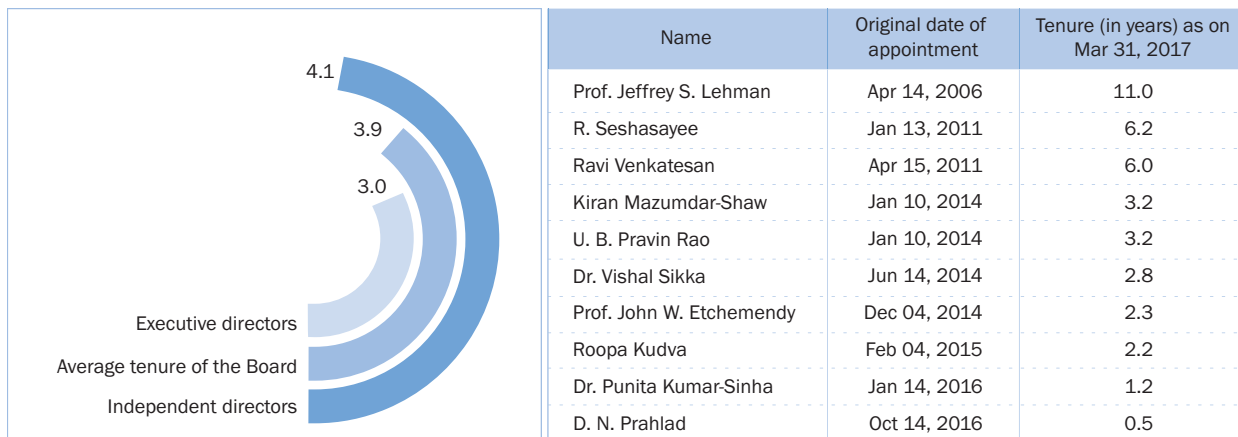 4.1
3.9
3.0
Executive directors
Average tenure of the Board
Independent directors
Name
Original date of
appointment
Tenure (in years) as on
Mar 31, 2017
Prof. Jeffrey S. Lehman Apr 14, 2006 11.0
R. Seshasayee Jan 13, 2011 6.2
Ravi Venkatesan Apr 15, 2011 6.0
Kiran Mazumdar-Shaw Jan 10, 2014 3.2
U. B. Pravin Rao Jan 10, 2014 3.2
Dr. Vishal Sikka Jun 14, 2014 2.8
Prof. John W. Etchemendy Dec 04, 2014 2.3
Roopa Kudva Feb 04, 2015 2.2
Dr. Punita Kumar-Sinha Jan 14, 2016 1.2
D. N. Prahlad Oct 14, 2016 0.5